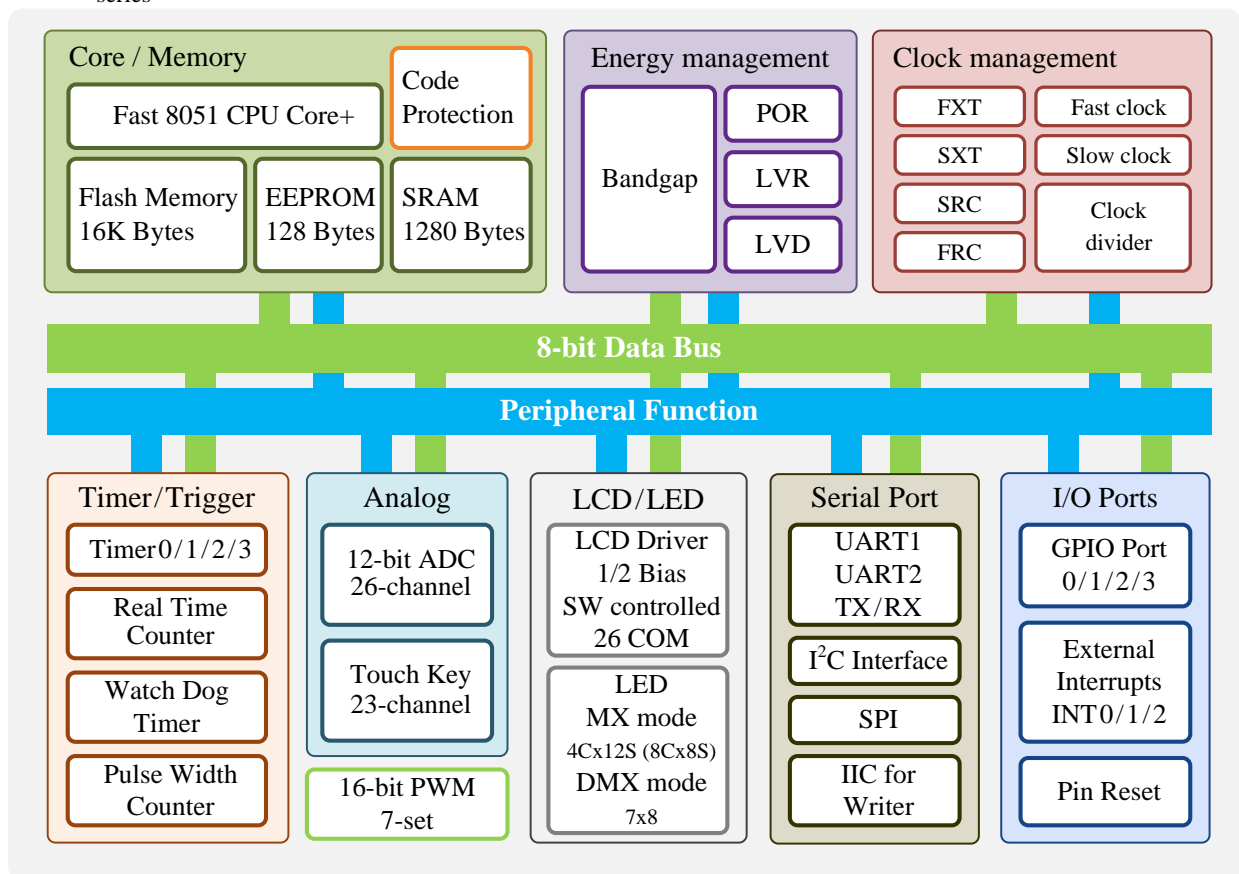 series
Core / Memory
Fast 8051 CPU Core+
Code
Protection
Flash Memory
16K Bytes
EEPROM
128 Bytes
SRAM
1280 Bytes
Energy management
Bandgap
POR
LVR
LVD
Clock management
FXT
SXT
SRC
FRC
Fast clock
Slow clock
Clock
divider
8-bit Data Bus
Peripheral Function
Timer/Trigger
Timer0/1/2/3
Real Time
Counter
Watch Dog
Timer
Pulse Width
Counter
Analog
12-bit ADC
26-channel
Touch Key
23-channel
16-bit PWM
7-set
LCD/LED
LCD Driver
1/2 Bias
SW controlled
26 COM
LED
MX mode
4Cx12S (8Cx8S)
DMX mode
7x8
Serial Port
UART1
UART2
TX/RX
I²C Interface
SPI
IIC for
Writer
I/O Ports
GPIO Port
0/1/2/3
External
Interrupts
INT0/1/2
Pin Reset